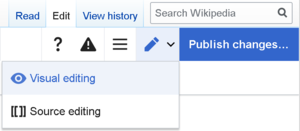 Read Edit View history Search Wikipedia
? Publish changes...
Visual editing
[[]] Source editing